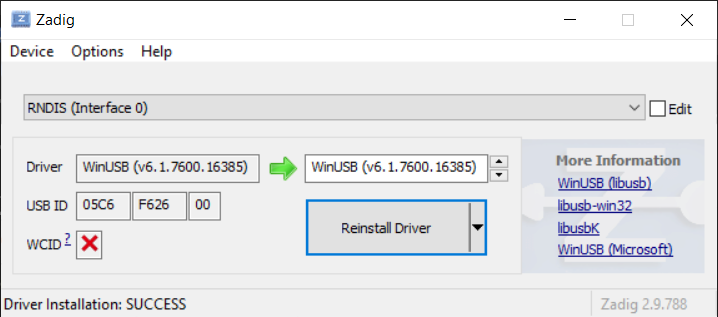 Zadig
Device Options Help
RNDIS (Interface 0)
Edit
Driver WinUSB (v6.1.7600.16385) WinUSB (v6.1.7600.16385)
USB ID 05C6 F626 00
WCID ?
Reinstall Driver
More Information
WinUSB (libusb)
libusb-win32
libusbK
WinUSB (Microsoft)
Driver Installation: SUCCESS
Zadig 2.9.788